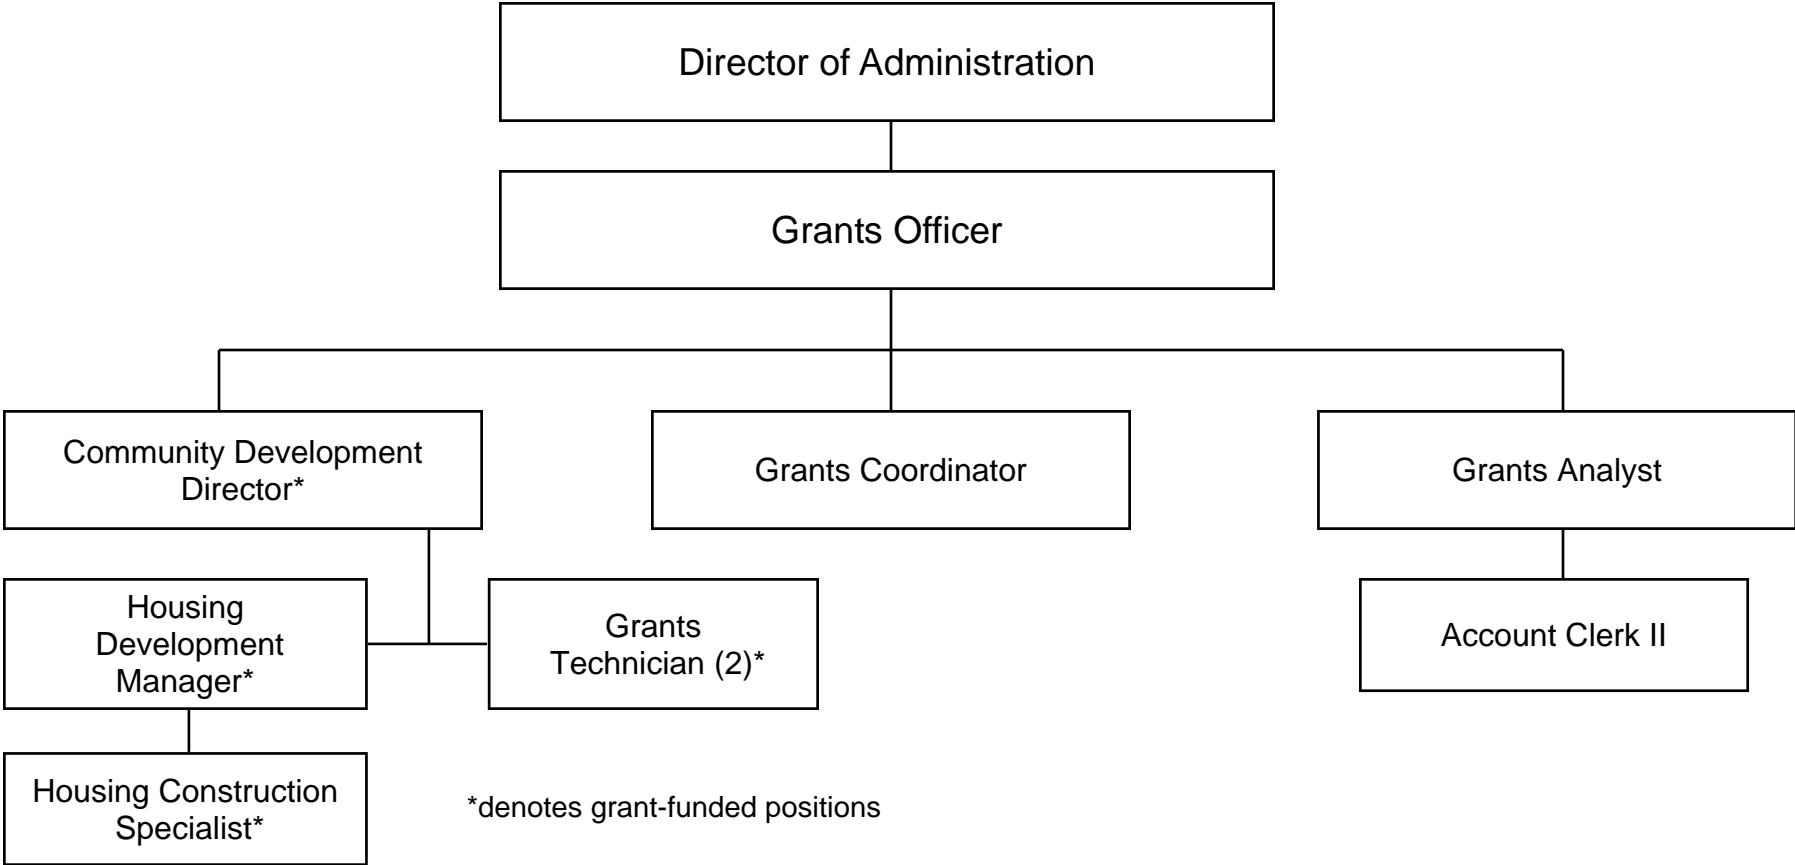 Director of Administration
Grants Officer
Community Development
Director*
Grants Coordinator
Grants Analyst
Housing
Development
Manager*
Grants
Technician (2)*
Account Clerk II
Housing Construction
Specialist*
*denotes grant-funded positions